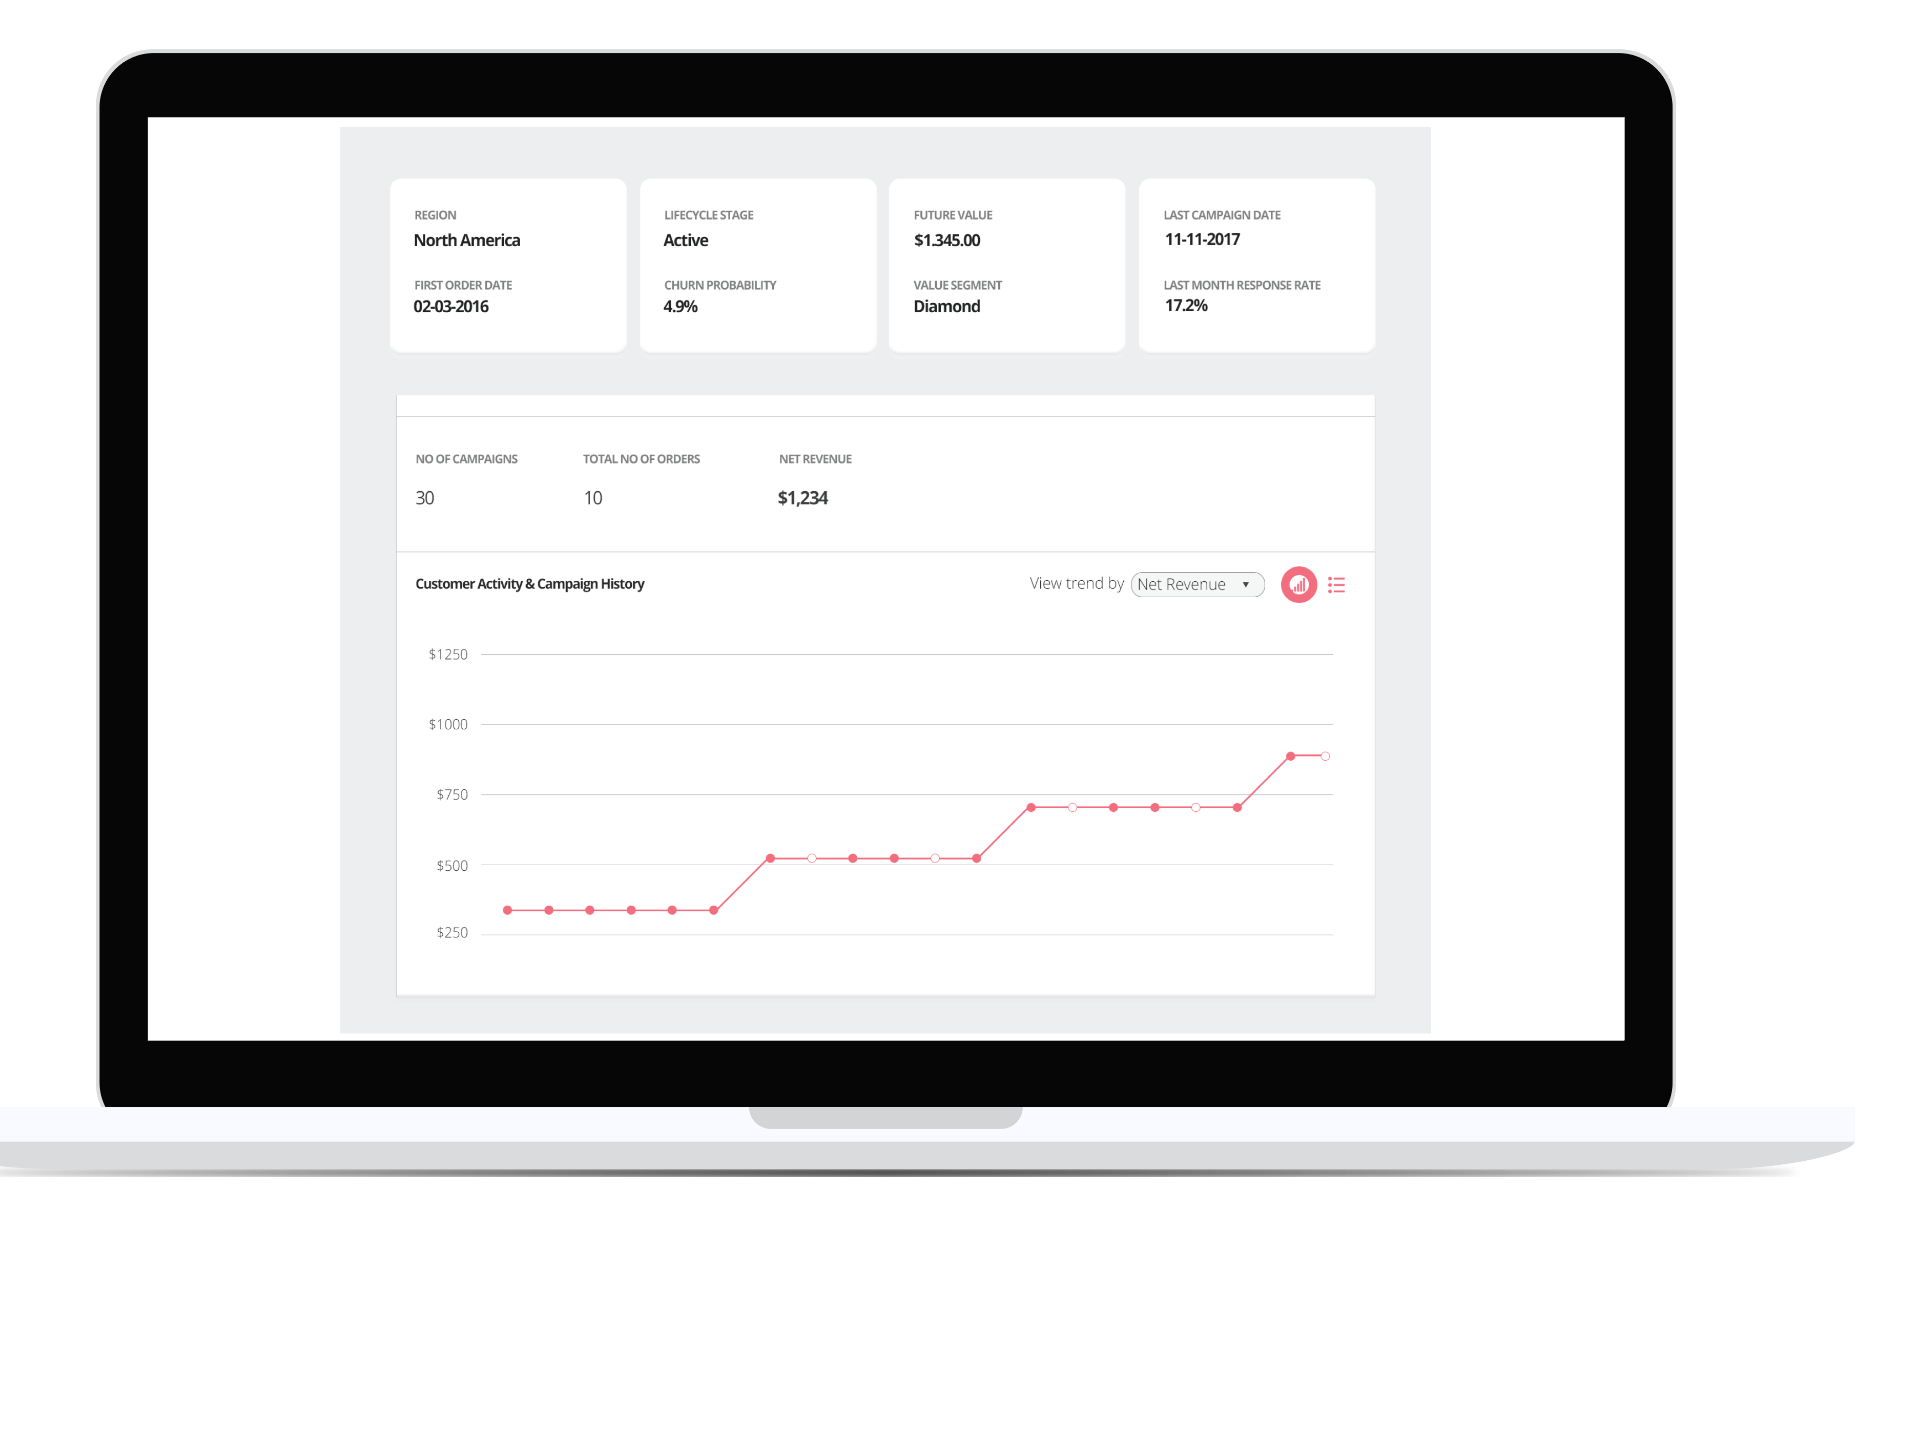 REGION
North America
FIRST ORDER DATE
02-03-2016
LIFECYCLE STAGE
Active
CHURN PROBABILITY
4.9%
FUTURE VALUE
$1.345.00
VALUE SEGMENT
Diamond
LAST CAMPAIGN DATE
11-11-2017
LAST MONTH RESPONSE RATE
17.2%
NO OF CAMPAIGNS
30
TOTAL NO OF ORDERS
10
NET REVENUE
$1,234
Customer Activity & Campaign History
View trend by Net Revenue
$1250
$1000
$750
$500
$250